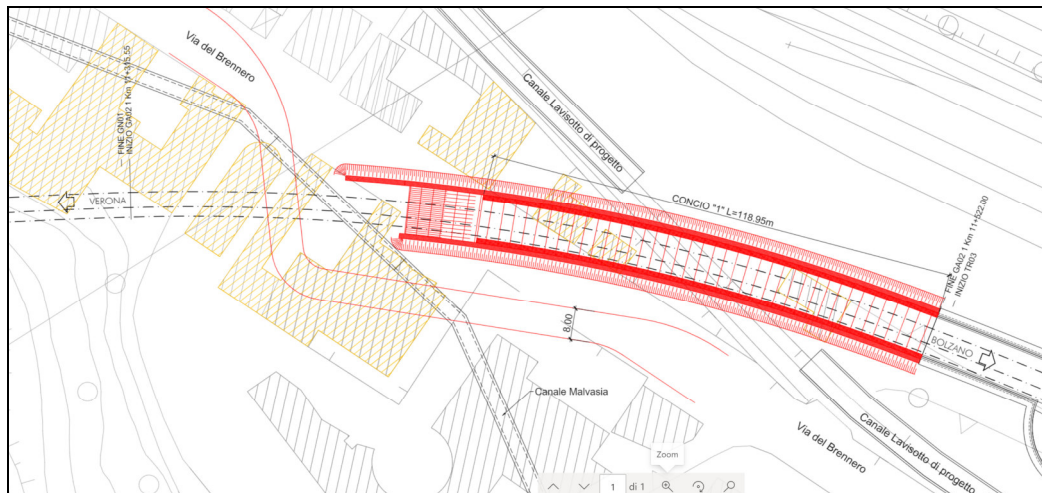 Via del Brennero
FINE GN01
INIZIO GA02 1 Km 11+315.55
Canale Lavisotto di progetto
VERONA
CONCIO "1" L=118.95m
FINE GA02 1 Km 11+522.30
INIZIO TR03
8.00
BOLZANO
Canale Malvasia
Canale Lavisotto di progetto
Via del Brennero
Zoom
1 di 1